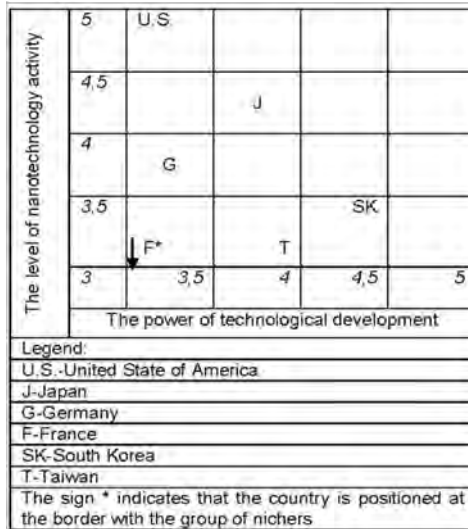 The level of nanotechnology activity
5 U.S.
4,5
J
4
G
3,5 SK
F* T
3 3,5 4 4,5 5
The power of technological development
Legend:
U.S.-United State of America
J-Japan
G-Germany
F-France
SK-South Korea
T-Taiwan
The sign * indicates that the country is positioned at
the border with the group of nichers